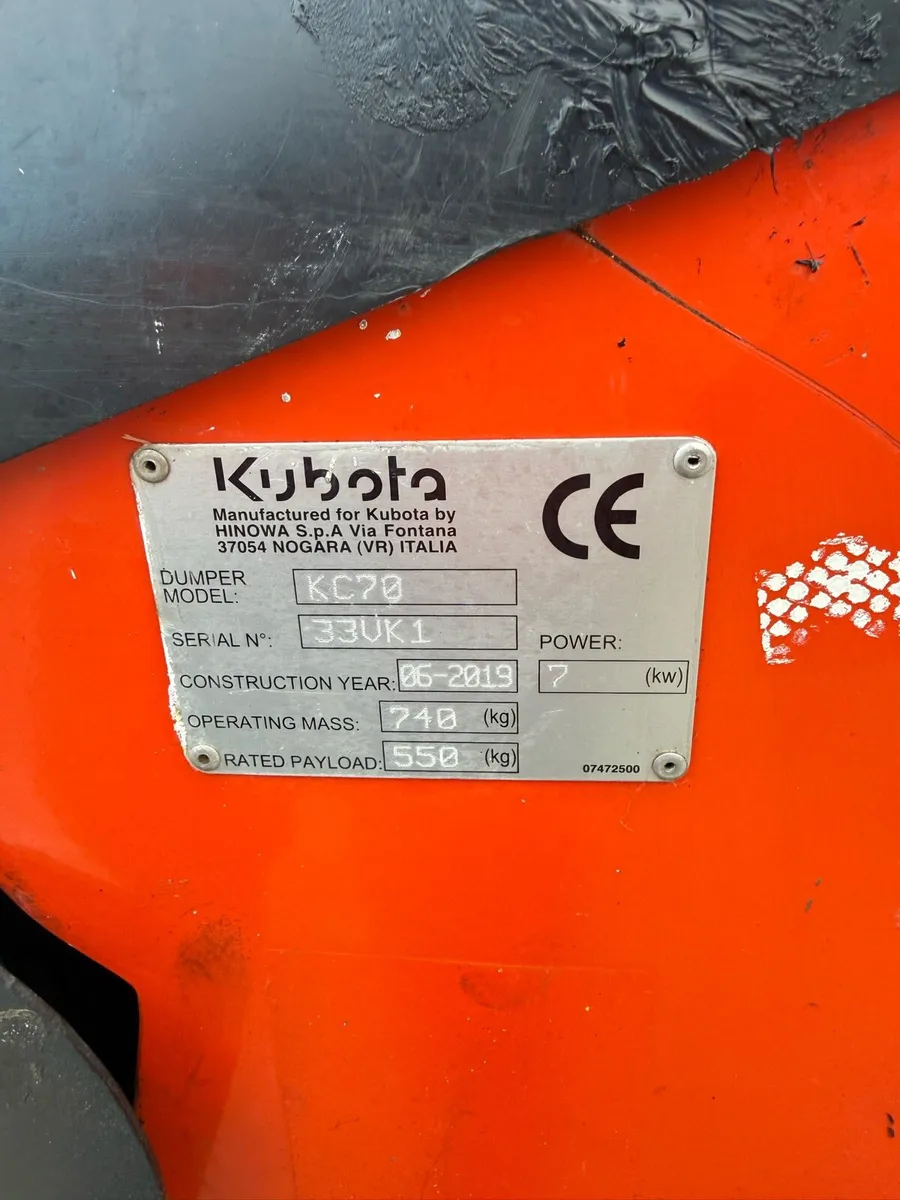 Kubota
Manufactured for Kubota by
HINOWA S.p.A Via Fontana
37054 NOGARA (VR) ITALIA
CE
DUMPER
MODEL: KC70
SERIAL N°: 33VK1
POWER:
CONSTRUCTION YEAR: 06-2019 7 (kw)
OPERATING MASS: 740 (kg)
RATED PAYLOAD: 550 (kg)
07472500